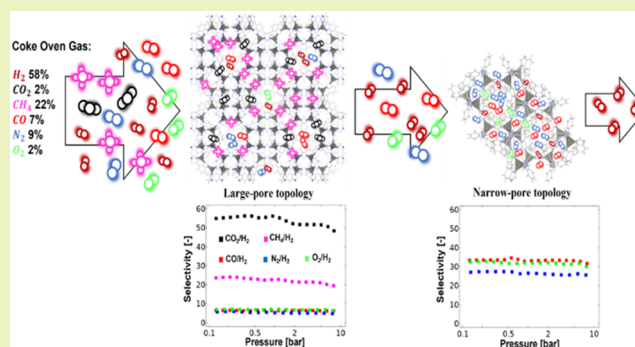 Coke Oven Gas:
H₂ 58%
CO₂ 2%
CH₄ 22%
CO 7%
N₂ 9%
O₂ 2%
Large-pore topology
Narrow-pore topology
Selectivity [-]
60
50
40
30
20
10
0
CO₂/H₂ CH₄/H₂
CO/H₂ N₂/H₂ O₂/H₂
0.1 0.5 2 10
Pressure [bar]
Selectivity [-]
60
50
40
30
20
10
0
0.1 0.5 2 10
Pressure [bar]